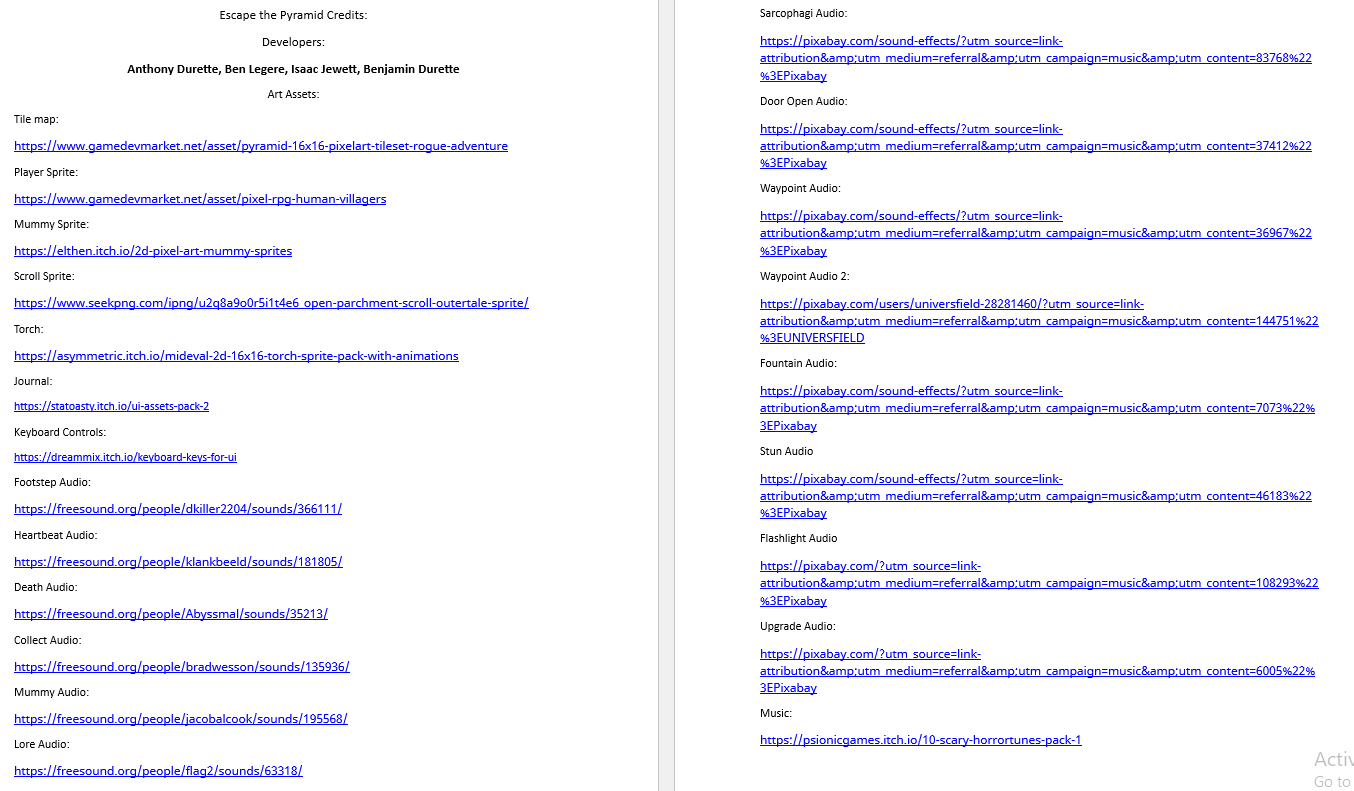 Escape the Pyramid Credits:
Developers:
Anthony Durette, Ben Legere, Isaac Jewett, Benjamin Durette
Art Assets:
Tile map:
https://www.gamedevmarket.net/asset/pyramid-16x16-pixelart-tileset-rogue-adventure
Player Sprite:
https://www.gamedevmarket.net/asset/pixel-rpg-human-villagers
Mummy Sprite:
https://elthen.itch.io/2d-pixel-art-mummy-sprites
Scroll Sprite:
https://www.seekpng.com/ipng/u2q8a9o0r5i1t4e6_open-parchment-scroll-outertale-sprite/
Torch:
https://asymmetric.itch.io/mideval-2d-16x16-torch-sprite-pack-with-animations
Journal:
https://statoasty.itch.io/ui-assets-pack-2
Keyboard Controls:
https://dreammix.itch.io/keyboard-keys-for-ui
Footstep Audio:
https://freesound.org/people/dkiller2204/sounds/366111/
Heartbeat Audio:
https://freesound.org/people/klankbeeld/sounds/181805/
Death Audio:
https://freesound.org/people/Abyssmal/sounds/35213/
Collect Audio:
https://freesound.org/people/bradwesson/sounds/135936/
Mummy Audio:
https://freesound.org/people/jacobalcook/sounds/195568/
Lore Audio:
https://freesound.org/people/flag2/sounds/63318/
Sarcophagi Audio:
https://pixabay.com/sound-effects/?utm_source=link-
attribution&amp;utm_medium=referral&amp;utm_campaign=music&amp;utm_content=83768%22
%3EPixabay
Door Open Audio:
https://pixabay.com/sound-effects/?utm_source=link-
attribution&amp;utm_medium=referral&amp;utm_campaign=music&amp;utm_content=37412%22
%3EPixabay
Waypoint Audio:
https://pixabay.com/sound-effects/?utm_source=link-
attribution&amp;utm_medium=referral&amp;utm_campaign=music&amp;utm_content=36967%22
%3EPixabay
Waypoint Audio 2:
https://pixabay.com/users/universfield-28281460/?utm_source=link-
attribution&amp;utm_medium=referral&amp;utm_campaign=music&amp;utm_content=144751%22
%3EUNIVERSFIELD
Fountain Audio:
https://pixabay.com/sound-effects/?utm_source=link-
attribution&amp;utm_medium=referral&amp;utm_campaign=music&amp;utm_content=7073%22%
3EPixabay
Stun Audio
https://pixabay.com/sound-effects/?utm_source=link-
attribution&amp;utm_medium=referral&amp;utm_campaign=music&amp;utm_content=46183%22
%3EPixabay
Flashlight Audio
https://pixabay.com/?utm_source=link-
attribution&amp;utm_medium=referral&amp;utm_campaign=music&amp;utm_content=108293%22
%3EPixabay
Upgrade Audio:
https://pixabay.com/?utm_source=link-
attribution&amp;utm_medium=referral&amp;utm_campaign=music&amp;utm_content=6005%22%
3EPixabay
Music:
https://psionicgames.itch.io/10-scary-horrortunes-pack-1
Activ
Go to